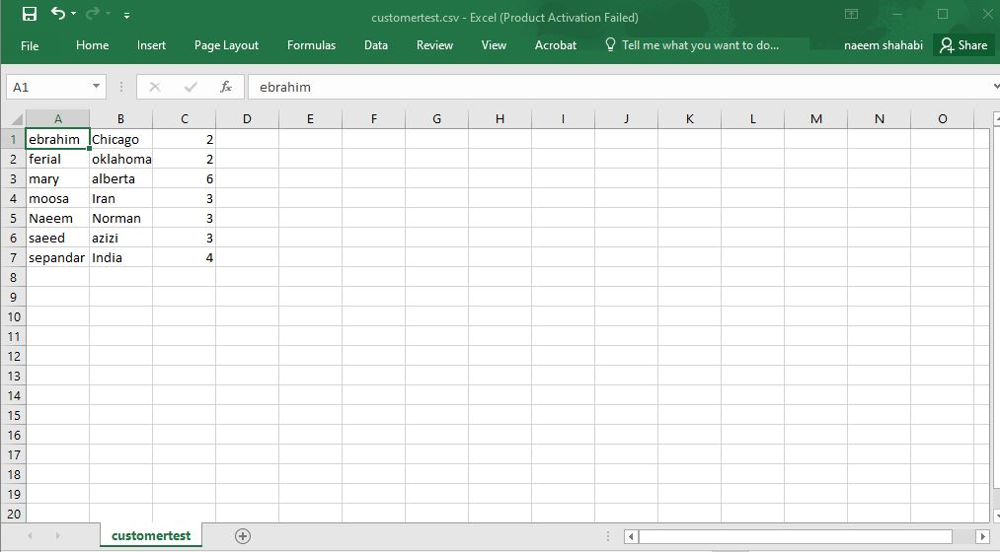 customertest.csv - Excel (Product Activation Failed)
File Home Insert Page Layout Formulas Data Review View Acrobat Tell me what you want to do... naeem shahabi Share
A1 fx ebrahim
A B C D E F G H I J K L M N O
1 ebrahim Chicago 2
2 ferial oklahoma 2
3 mary alberta 6
4 moosa Iran 3
5 Naeem Norman 3
6 saeed azizi 3
7 sepandar India 4
8
9
10
11
12
13
14
15
16
17
18
19
20
customertest